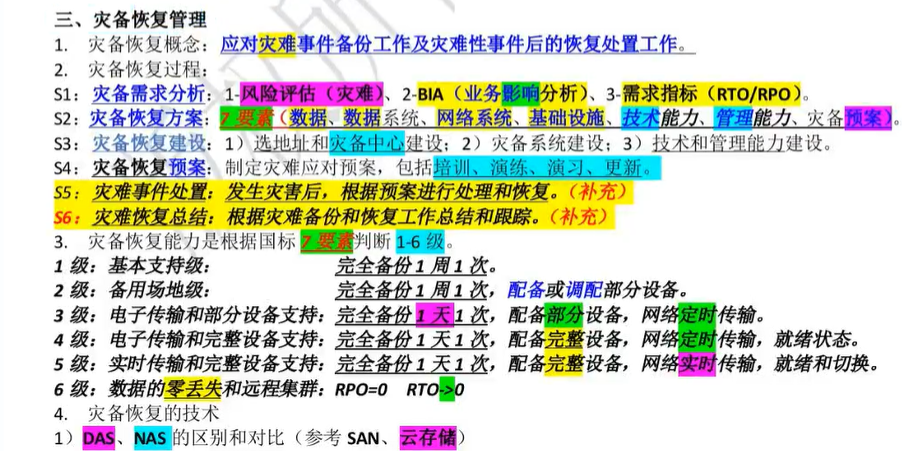 三、灾备恢复管理
1. 灾备恢复概念：应对灾难事件备份工作及灾难性事件后的恢复处置工作。
2. 灾备恢复过程：
S1：灾备需求分析：1-风险评估（灾难）、2-BIA（业务影响分析）、3-需求指标（RTO/RPO）。
S2：灾备恢复方案：7 要素（数据、数据系统、网络系统、基础设施、技术能力、管理能力、灾备预案）。
S3：灾备恢复建设：1）选地址和灾备中心建设；2）灾备系统建设；3）技术和管理能力建设。
S4：灾备恢复预案：制定灾难应对预案，包括培训、演练、演习、更新。
S5：灾难事件处置：发生灾害后，根据预案进行处理和恢复。（补充）
S6：灾难恢复总结：根据灾难备份和恢复工作总结和跟踪。（补充）
3. 灾备恢复能力是根据国标 7 要素判断 1-6 级。
1 级：基本支持级： 完全备份 1 周 1 次。
2 级：备用场地级： 完全备份 1 周 1 次，配备或调配部分设备。
3 级：电子传输和部分设备支持：完全备份 1 天 1 次，配备部分设备，网络定时传输。
4 级：电子传输和完整设备支持：完全备份 1 天 1 次，配备完整设备，网络定时传输，就绪状态。
5 级：实时传输和完整设备支持：完全备份 1 天 1 次，配备完整设备，网络实时传输，就绪和切换。
6 级：数据的零丢失和远程集群：RPO=0 RTO->0
4. 灾备恢复的技术
1）DAS、NAS 的区别和对比（参考 SAN、云存储）